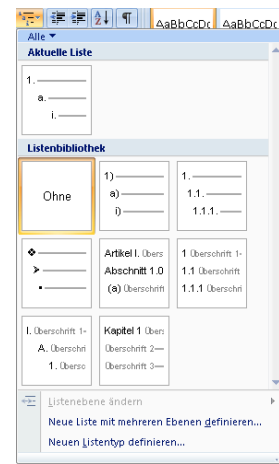 AaBbCcDc AaBbCcDc
Alle
Aktuelle Liste
1.
a.
i.
Listenbibliothek
Ohne
1)
a)
i)
1.
1.1.
1.1.1.
Artikel I. Übers
Abschnitt 1.0
(a) Überschrift
1 Überschrift 1
1.1 Überschrift
1.1.1 Überschri
I. Überschrift 1
A. Überschri
1. Überso
Kapitel 1 Übers
Überschrift 2
Überschrift 3
Listenebene ändern
Neue Liste mit mehreren Ebenen definieren...
Neuen Listentyp definieren...